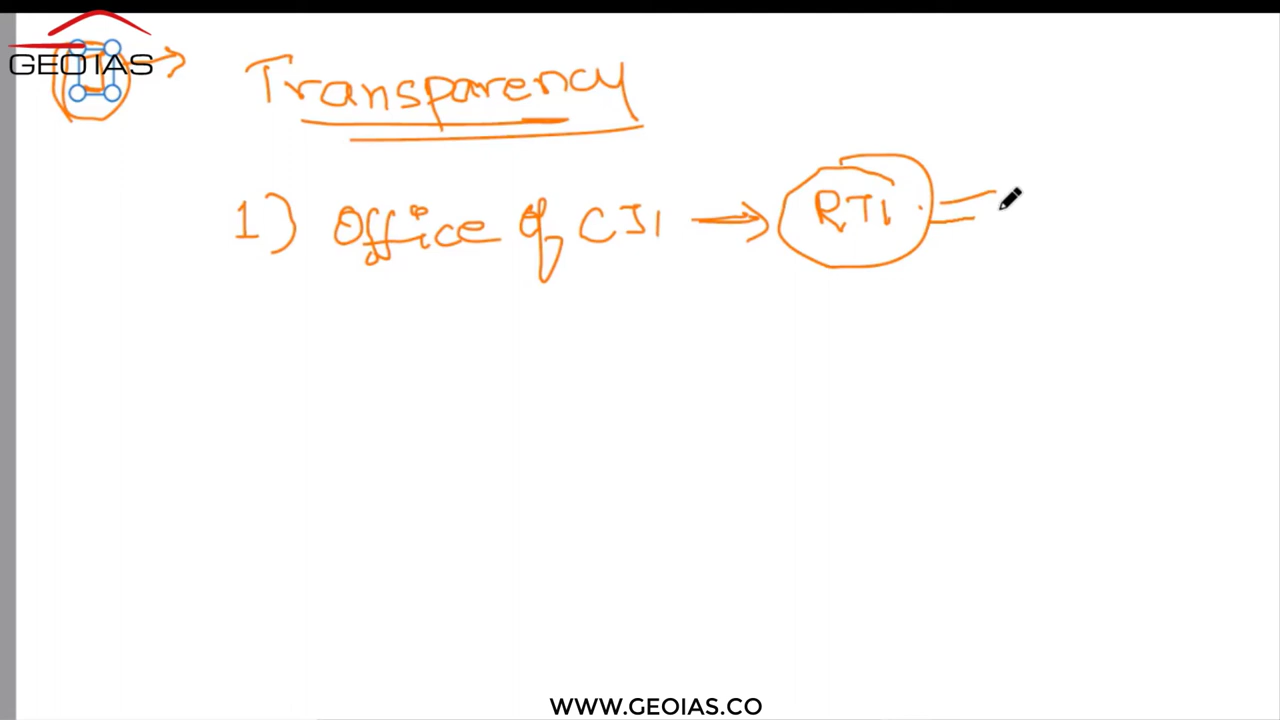 GEOIAS
Transparency
1) Office of CJI → RTI
WWW.GEOIAS.CO